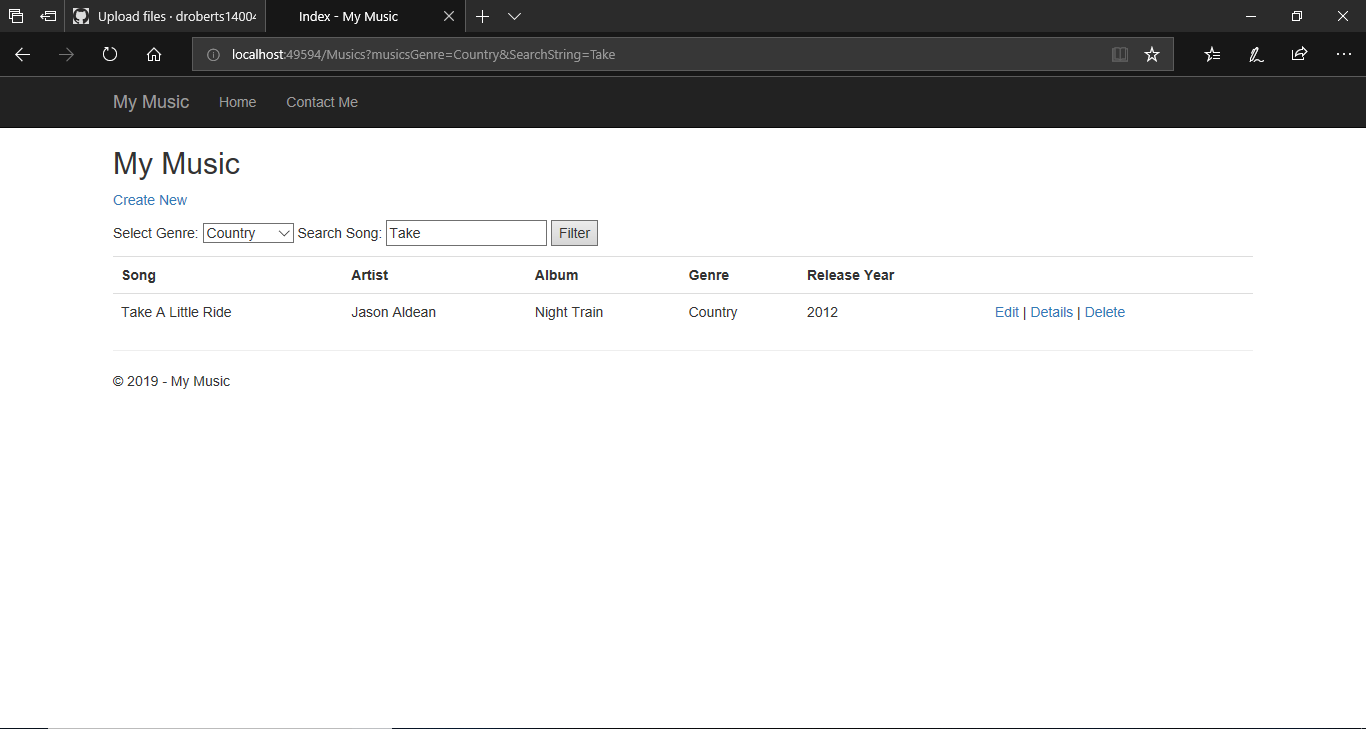 Upload files · droberts1400
Index - My Music
localhost:49594/Musics?musicsGenre=Country&SearchString=Take
My Music Home Contact Me
My Music
Create New
Select Genre: Country Search Song: Take Filter
Song Artist Album Genre Release Year
Take A Little Ride Jason Aldean Night Train Country 2012 Edit | Details | Delete
© 2019 - My Music